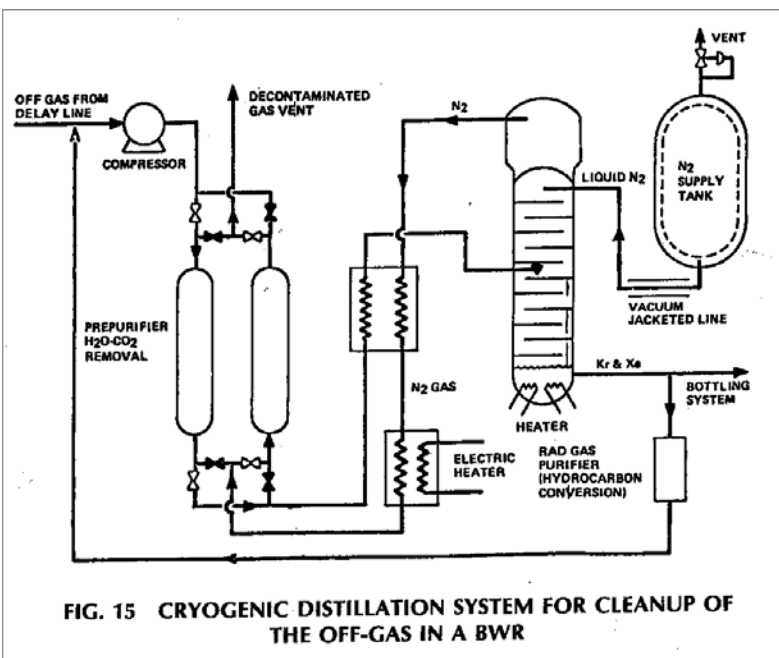 OFF GAS FROM
DELAY LINE
COMPRESSOR
DECONTAMINATED
GAS VENT
N2
VENT
LIQUID N2
N2
SUPPLY
TANK
VACUUM
JACKETED LINE
PREPURIFIER
H2O-CO2
REMOVAL
N2 GAS
Kr & Xe
BOTTLING
SYSTEM
HEATER
ELECTRIC
HEATER
RAD GAS
PURIFIER
(HYDROCARBON
CONVERSION)
FIG. 15 CRYOGENIC DISTILLATION SYSTEM FOR CLEANUP OF
THE OFF-GAS IN A BWR